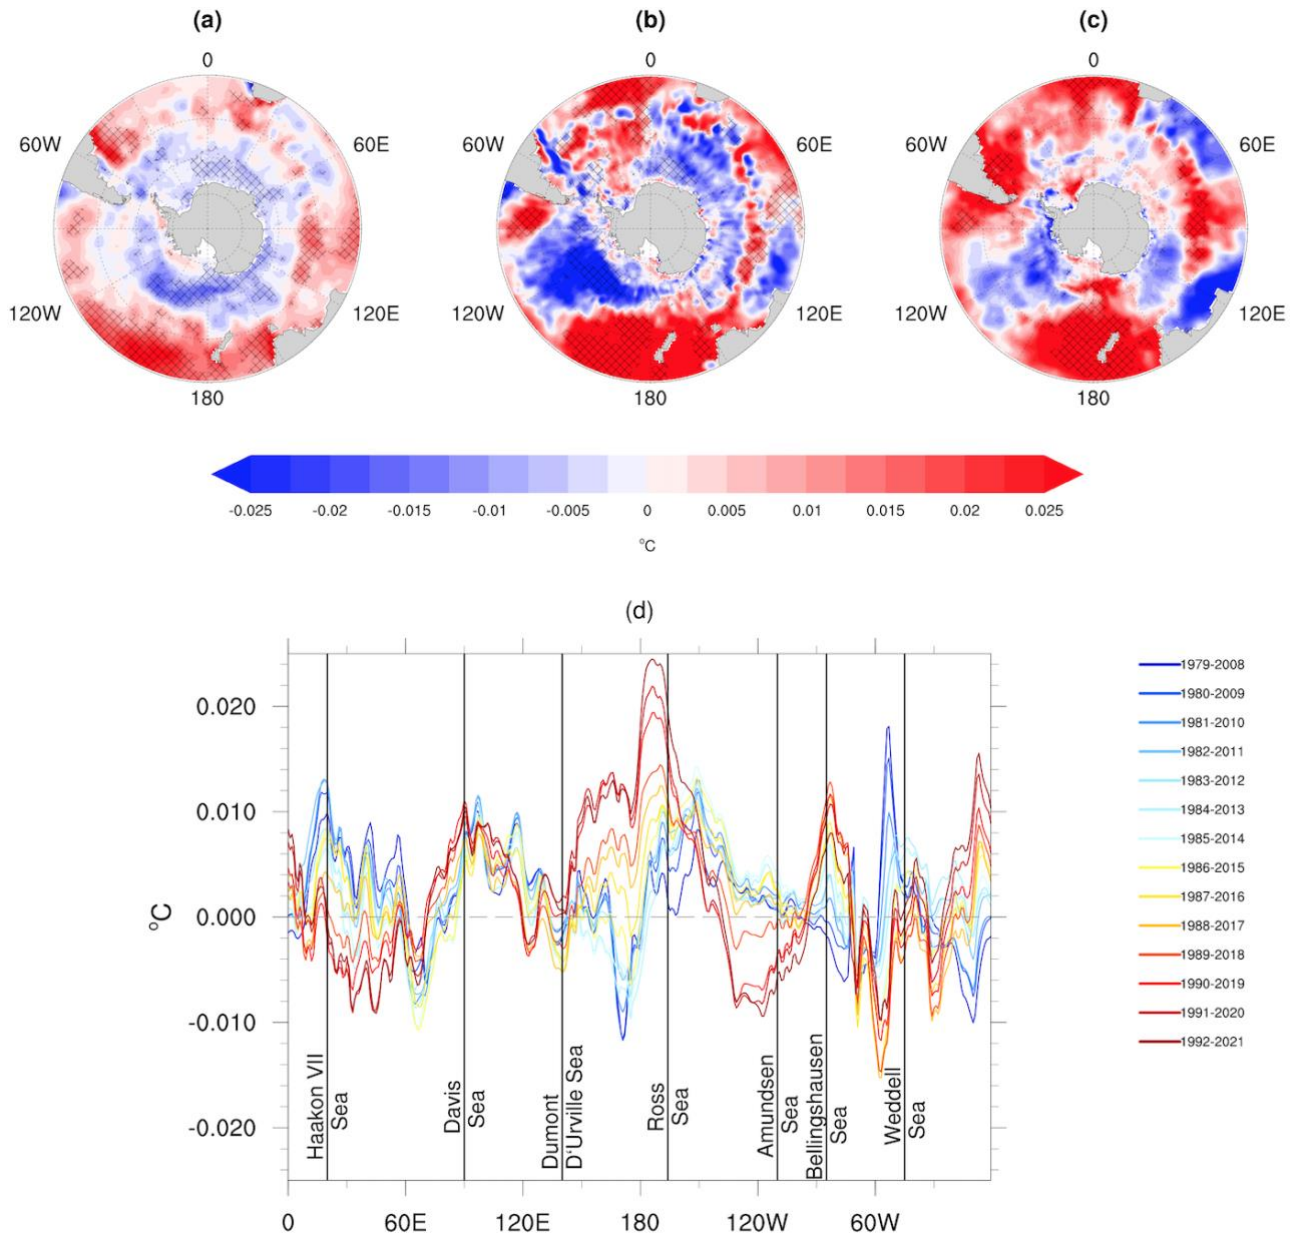 (a)
(b)
(c)
0
0
0
60W
60E
60W
60E
60W
60E
120W
120E
120W
120E
120W
120E
180
180
180
-0.025
-0.02
-0.015
-0.01
-0.005
0
0.005
0.01
0.015
0.02
0.025
°C
(d)
°C
0.020
0.010
0.000
-0.010
-0.020
Haakon VII
Sea
Davis
Sea
Dumont
D'Urville Sea
Ross
Sea
Amundsen
Sea
Bellingshausen
Sea
Weddell
Sea
0
60E
120E
180
120W
60W
1979-2008
1980-2009
1981-2010
1982-2011
1983-2012
1984-2013
1985-2014
1986-2015
1987-2016
1988-2017
1989-2018
1990-2019
1991-2020
1992-2021